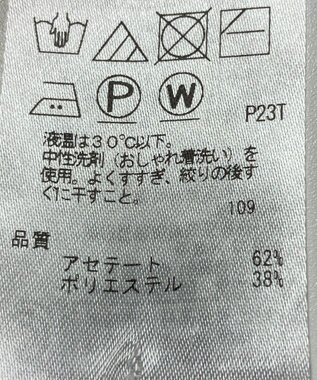 P W
P23T
液温は30℃以下。
中性洗剤（おしゃれ着洗い）を
使用。よくすすぎ、絞りの後す
ぐに干すこと。
109
品質
アセテート 62%
ポリエステル 38%